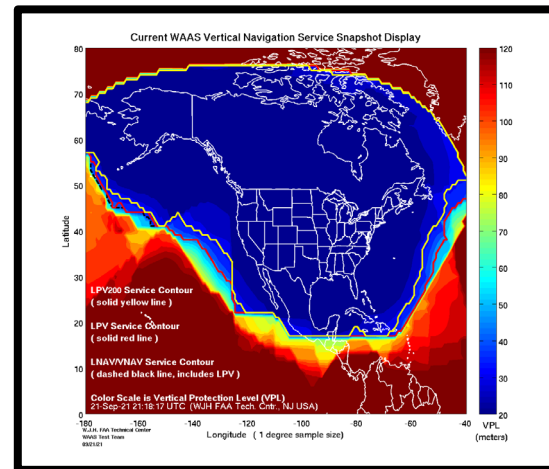 Current WAAS Vertical Navigation Service Snapshot Display
80
70
60
50
40
30
20
10
0
Latitude
LPV200 Service Contour
( solid yellow line )
LPV Service Contour
( solid red line )
LNAV/VNAV Service Contour
( dashed black line, includes LPV )
Color Scale is Vertical Protection Level (VPL)
21-Sep-21 21:18:17 UTC (WJH FAA Tech. Cntr., NJ USA)
-180 -160 -140 -120 -100 -80 -60 -40
Longitude ( 1 degree sample size )
W.J.H. FAA Technical Center
WAAS Test Team
09/21/21
120
110
100
90
80
70
60
50
40
30
20
VPL
(meters)